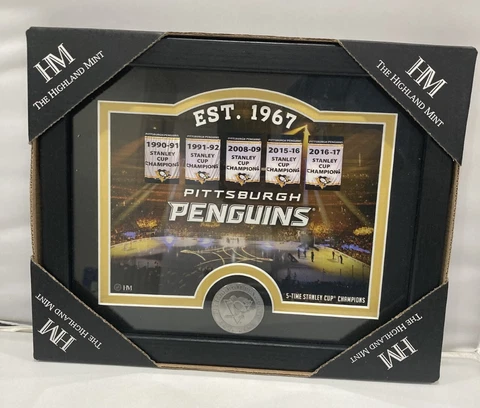 HM
THE HIGHLAND MINT
HM
THE HIGHLAND MINT
EST. 1967
1990-91
STANLEY
CUP
CHAMPIONS
1991-92
STANLEY
CUP
CHAMPIONS
2008-09
STANLEY
CUP
CHAMPIONS
2015-16
STANLEY
CUP
CHAMPIONS
2016-17
STANLEY
CUP
CHAMPIONS
PITTSBURGH
PENGUINS
HM
5-TIME STANLEY CUP CHAMPIONS
THE HIGHLAND MINT
HM
THE HIGHLAND MINT
HM